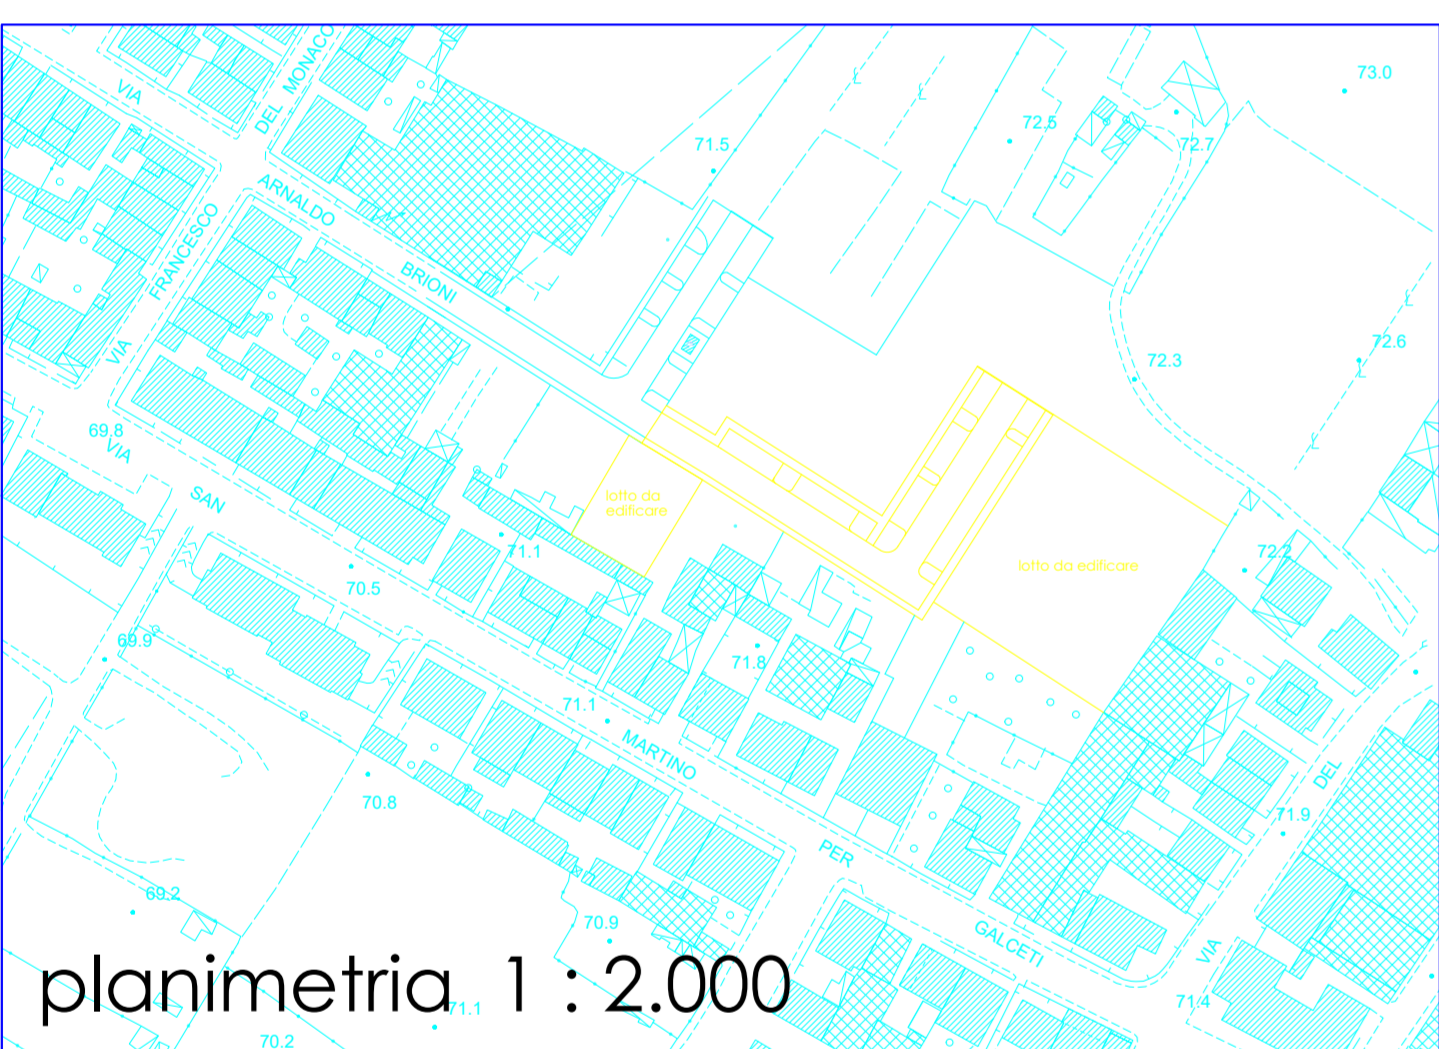 VIA
DEL MONACO
73.0
72.5
72.7
71.5
ARNALDO
FRANCESCO
BRIONI
VIA
72.3
72.6
69.8
VIA
SAN
lotto da
edificare
71.1
72.2
lotto da edificare
70.5
69.9
71.8
71.1
MARTINO
DEL
70.8
71.9
PER
69.2
70.9
GALCETI
VIA
planimetria 1 : 2.000
71.4
71.1
70.2